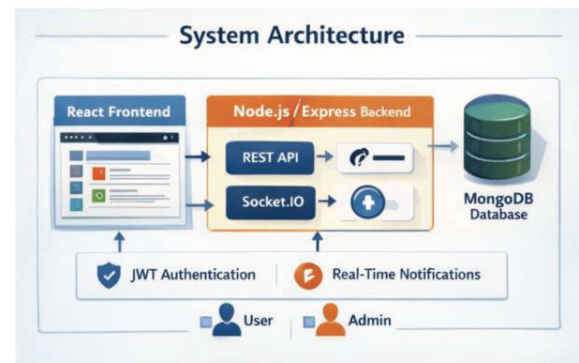 System Architecture
React Frontend
Node.js / Express Backend
REST API
Socket.IO
MongoDB
Database
JWT Authentication
Real-Time Notifications
User
Admin